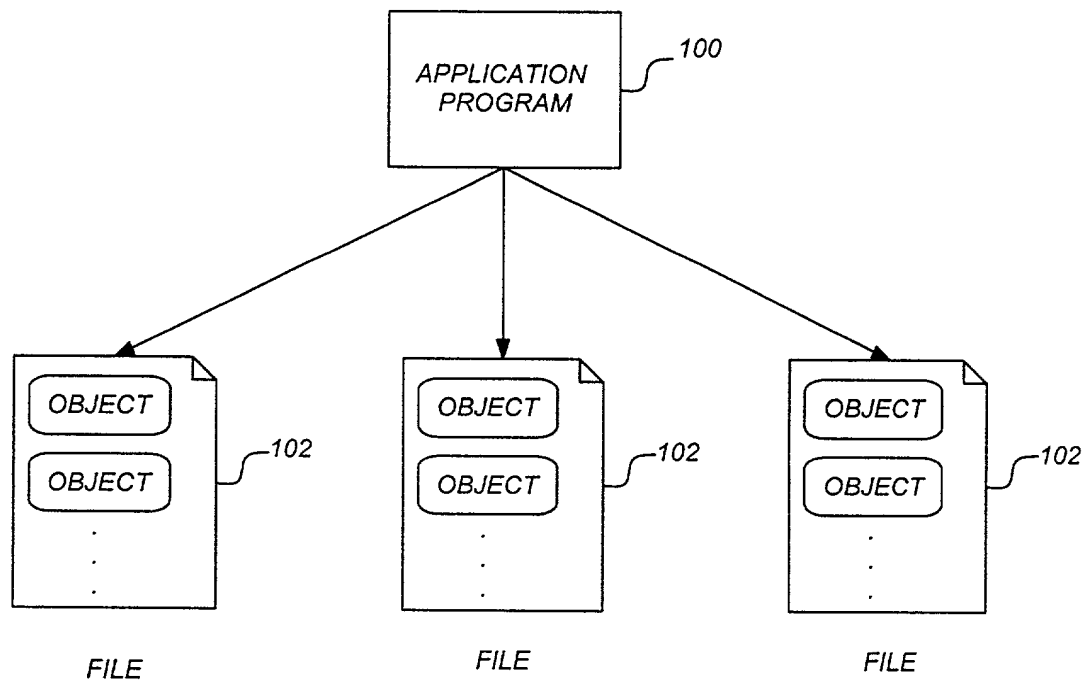 100
APPLICATION
PROGRAM
OBJECT
OBJECT
102
OBJECT
OBJECT
102
OBJECT
OBJECT
102
FILE
FILE
FILE